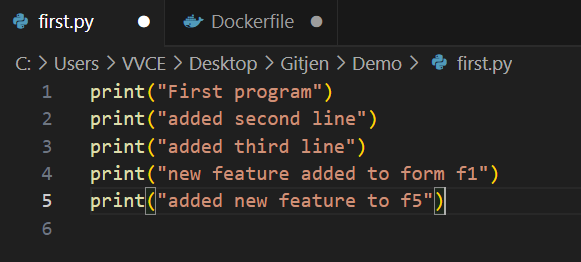 first.py Dockerfile
C: > Users > VVCE > Desktop > Gitjen > Demo > first.py
1 print("First program")
2 print("added second line")
3 print("added third line")
4 print("new feature added to form f1")
5 print("added new feature to f5")
6